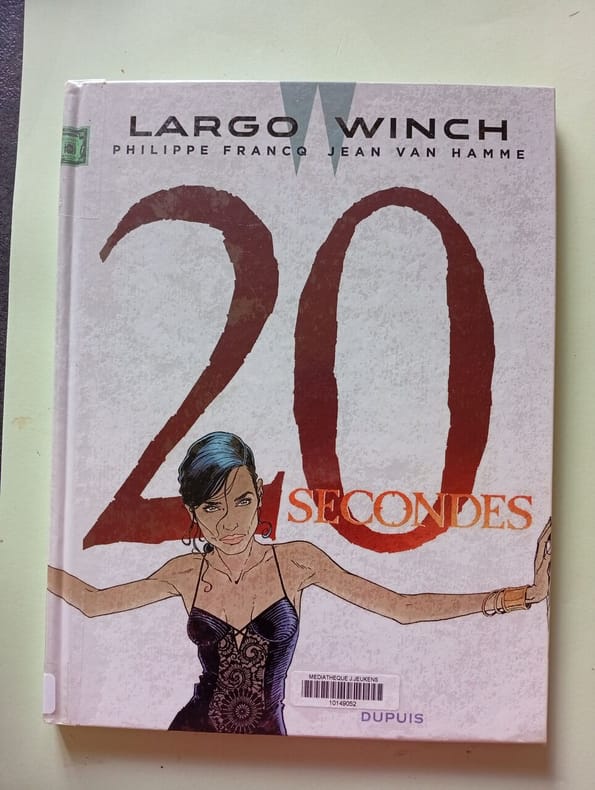 LARGO WINCH
PHILIPPE FRANCQ JEAN VAN HAMME
20
SECONDES
MEDIATHEQUE J.JEUKENS
10149052
DUPUIS